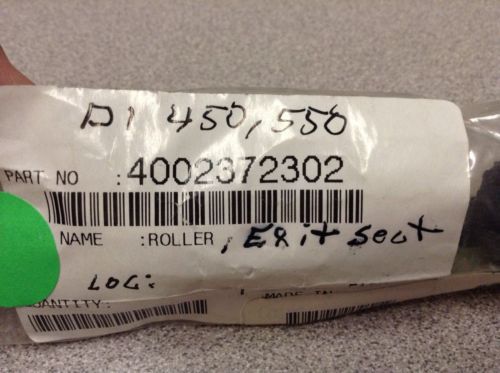 DI 450, 550
PART NO : 4002372302
NAME : ROLLER, Exit Sect
LOC:
QUANTITY:
MADE IN